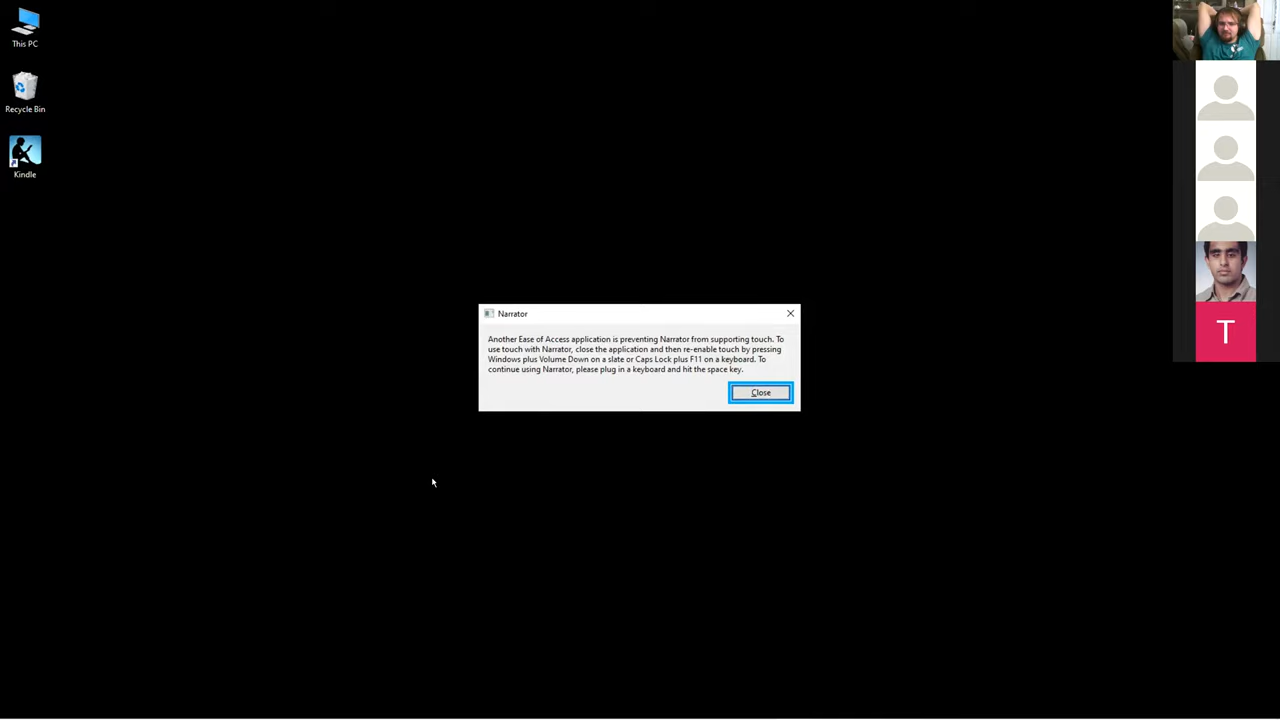 This PC
Recycle Bin
Kindle
Narrator
Another Ease of Access application is preventing Narrator from supporting touch. To
use touch with Narrator, close the application and then re-enable touch by pressing
Windows plus Volume Down on a slate or Caps Lock plus F11 on a keyboard. To
continue using Narrator, please plug in a keyboard and hit the space key.
Close
T